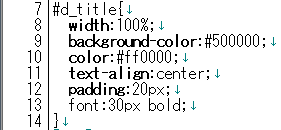 7 #d_title{↓
8 width:100%;↓
9 background-color:#500000;↓
10 color:#ff0000;↓
11 text-align:center;↓
12 padding:20px;↓
13 font:30px bold;↓
14 }↓